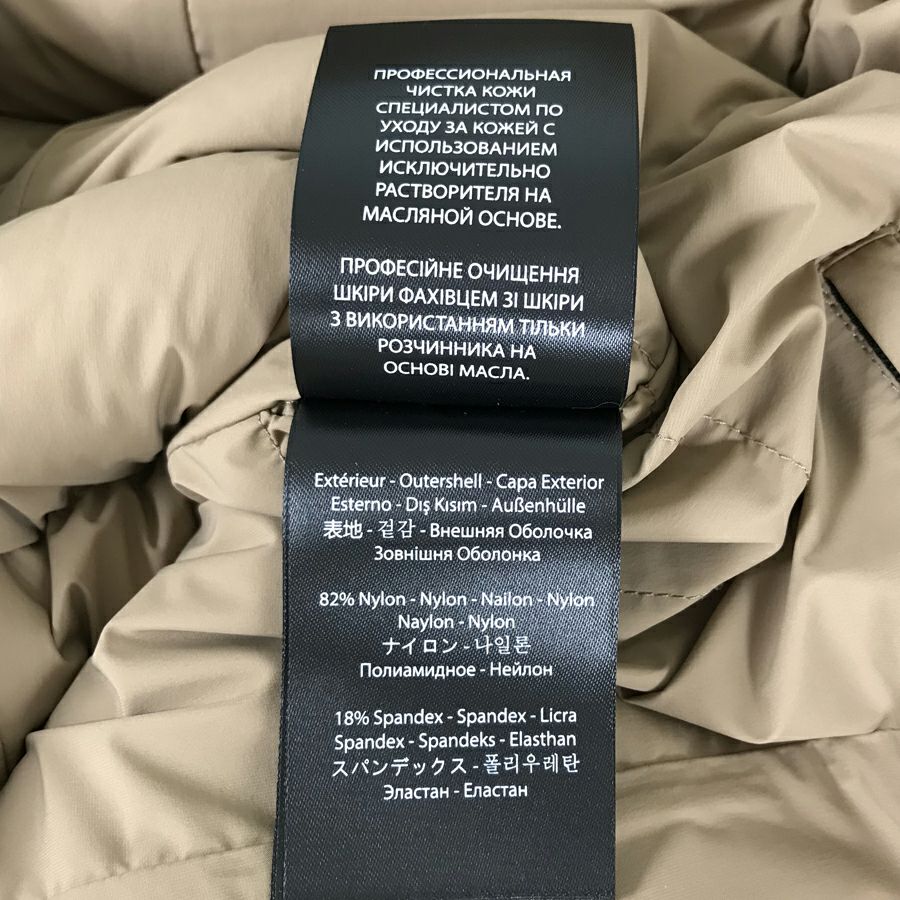 ПРОФЕССИОНАЛЬНАЯ
ЧИСТКА КОЖИ
СПЕЦИАЛИСТОМ ПО
УХОДУ ЗА КОЖЕЙ С
ИСПОЛЬЗОВАНИЕМ
ИСКЛЮЧИТЕЛЬНО
РАСТВОРИТЕЛЯ НА
МАСЛЯНОЙ ОСНОВЕ.
ПРОФЕСІЙНЕ ОЧИЩЕННЯ
ШКІРИ ФАХІВЦЕМ ЗІ ШКІРИ
З ВИКОРИСТАННЯМ ТІЛЬКИ
РОЗЧИННИКА НА
ОСНОВІ МАСЛА.
Extérieur - Outershell - Capa Exterior
Esterno - Dış Kısım - Außenhülle
表地 - 겉감 - Внешняя Оболочка
Зовнішня Оболонка
82% Nylon - Nylon - Nailon - Nylon
Naylon - Nylon
ナイロン - 나일론
Полиамидное - Нейлон
18% Spandex - Spandex - Licra
Spandex - Spandeks - Elasthan
スパンデックス - 폴리우레탄
Эластан - Еластан